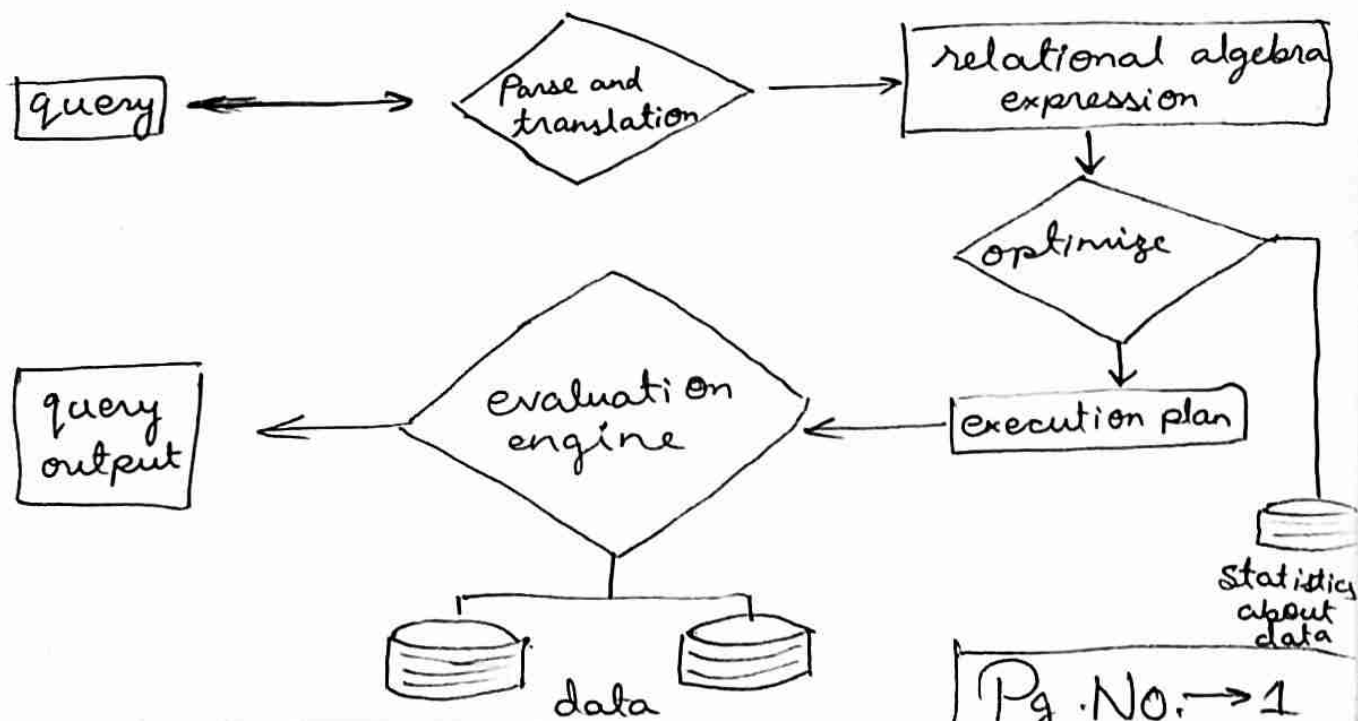 query
Parse and
translation
relational algebra
expression
optimize
statistics
about
data
execution plan
evaluation
engine
query
output
data
Pg. No. → 1